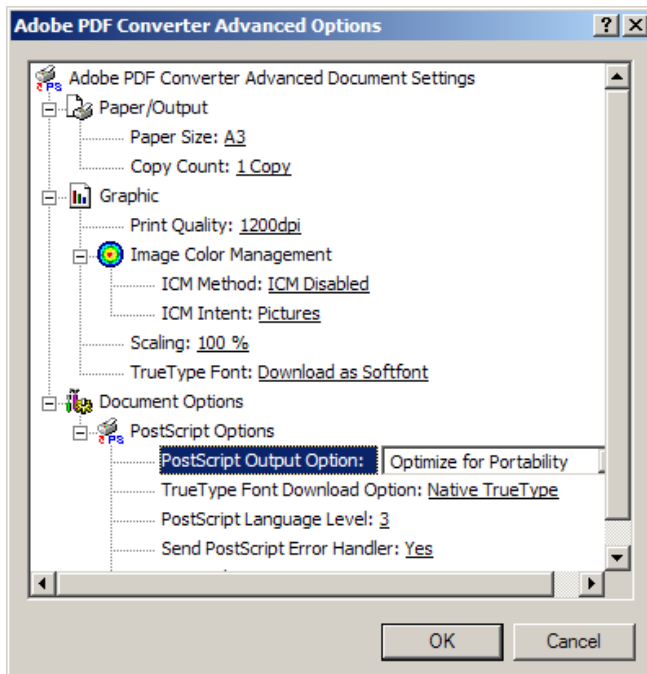 Adobe PDF Converter Advanced Options
Adobe PDF Converter Advanced Document Settings
Paper/Output
Paper Size: A3
Copy Count: 1 Copy
Graphic
Print Quality: 1200dpi
Image Color Management
ICM Method: ICM Disabled
ICM Intent: Pictures
Scaling: 100 %
TrueType Font: Download as Softfont
Document Options
PostScript Options
PostScript Output Option: Optimize for Portability
TrueType Font Download Option: Native TrueType
PostScript Language Level: 3
Send PostScript Error Handler: Yes
OK Cancel